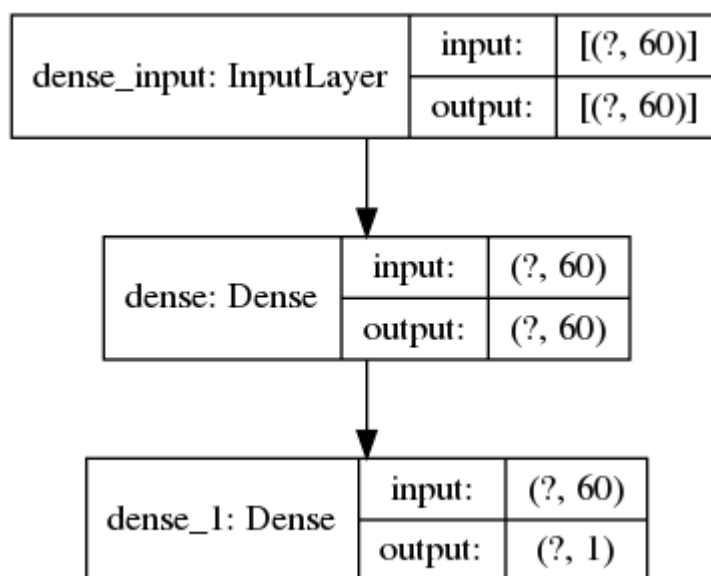 dense_input: InputLayer
input: [(?, 60)]
output: [(?, 60)]
dense: Dense
input: (?, 60)
output: (?, 60)
dense_1: Dense
input: (?, 60)
output: (?, 1)